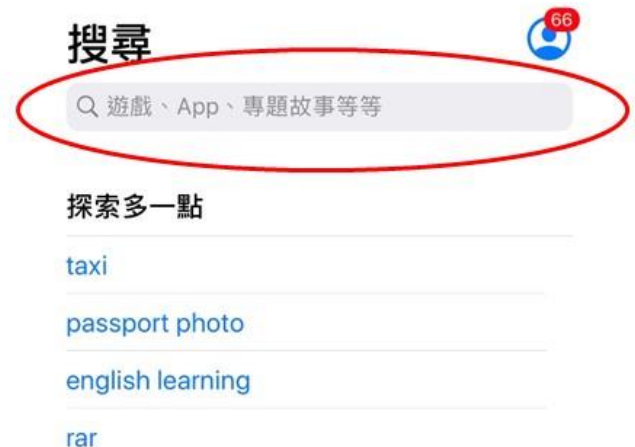 搜尋
66
遊戲、App、專題故事等等
探索多一點
taxi
passport photo
english learning
rar